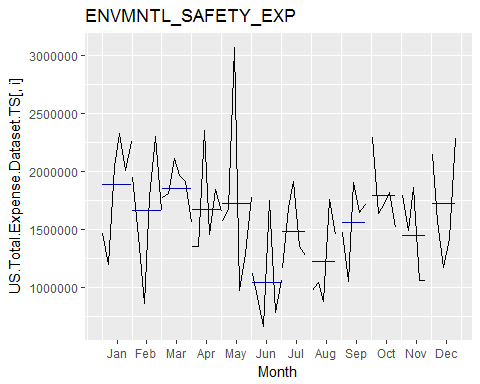 ENVMNTL_SAFETY_EXP
US.Total.Expense.Dataset.TS[, i]
3000000
2500000
2000000
1500000
1000000
Jan Feb Mar Apr May Jun Jul Aug Sep Oct Nov Dec
Month